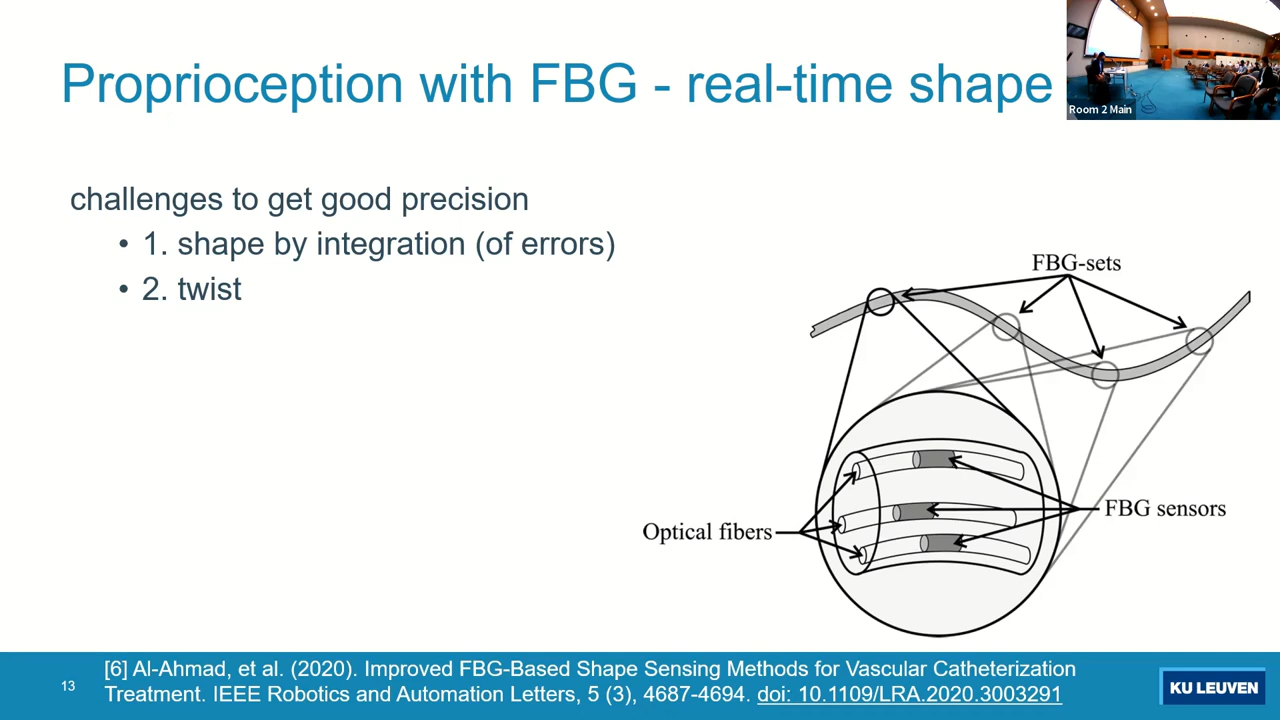 Proprioception with FBG - real-time shape
Room 2 Main
challenges to get good precision
• 1. shape by integration (of errors)
• 2. twist
FBG-sets
FBG sensors
Optical fibers
13
[6] Al-Ahmad, et al. (2020). Improved FBG-Based Shape Sensing Methods for Vascular Catheterization
Treatment. IEEE Robotics and Automation Letters, 5 (3), 4687-4694. doi: 10.1109/LRA.2020.3003291
KU LEUVEN